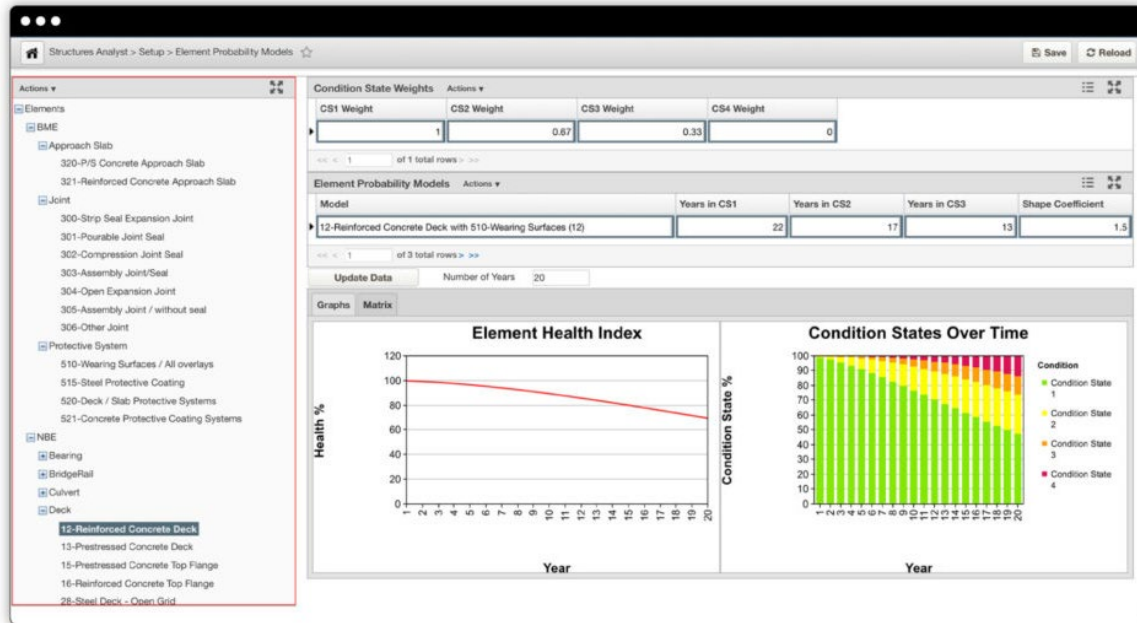 Structures Analyst > Setup > Element Probability Models
Save
Reload
Actions ▾
Elements
BME
Approach Slab
320-P/S Concrete Approach Slab
321-Reinforced Concrete Approach Slab
Joint
300-Strip Seal Expansion Joint
301-Pourable Joint Seal
302-Compression Joint Seal
303-Assembly Joint/Seal
304-Open Expansion Joint
305-Assembly Joint / without seal
306-Other Joint
Protective System
510-Wearing Surfaces / All overlays
515-Steel Protective Coating
520-Deck / Slab Protective Systems
521-Concrete Protective Coating Systems
NBE
Bearing
BridgeRail
Culvert
Deck
12-Reinforced Concrete Deck
13-Prestressed Concrete Deck
15-Prestressed Concrete Top Flange
16-Reinforced Concrete Top Flange
28-Steel Deck - Open Grid
Condition State Weights Actions ▾
CS1 Weight CS2 Weight CS3 Weight CS4 Weight
1 0.67 0.33 0
<< < 1 of 1 total rows > >>
Element Probability Models Actions ▾
Model Years in CS1 Years in CS2 Years in CS3 Shape Coefficient
12-Reinforced Concrete Deck with 510-Wearing Surfaces (12) 22 17 13 1.5
<< < 1 of 3 total rows > >>
Update Data Number of Years 20
Graphs Matrix
Element Health Index
Health %
120
100
80
60
40
20
0
1 2 3 4 5 6 7 8 9 10 11 12 13 14 15 16 17 18 19 20
Year
Condition States Over Time
Condition State %
100
90
80
70
60
50
40
30
20
10
0
1 2 3 4 5 6 7 8 9 10 11 12 13 14 15 16 17 18 19 20
Year
Condition
Condition State
1
Condition State
2
Condition State
3
Condition State
4